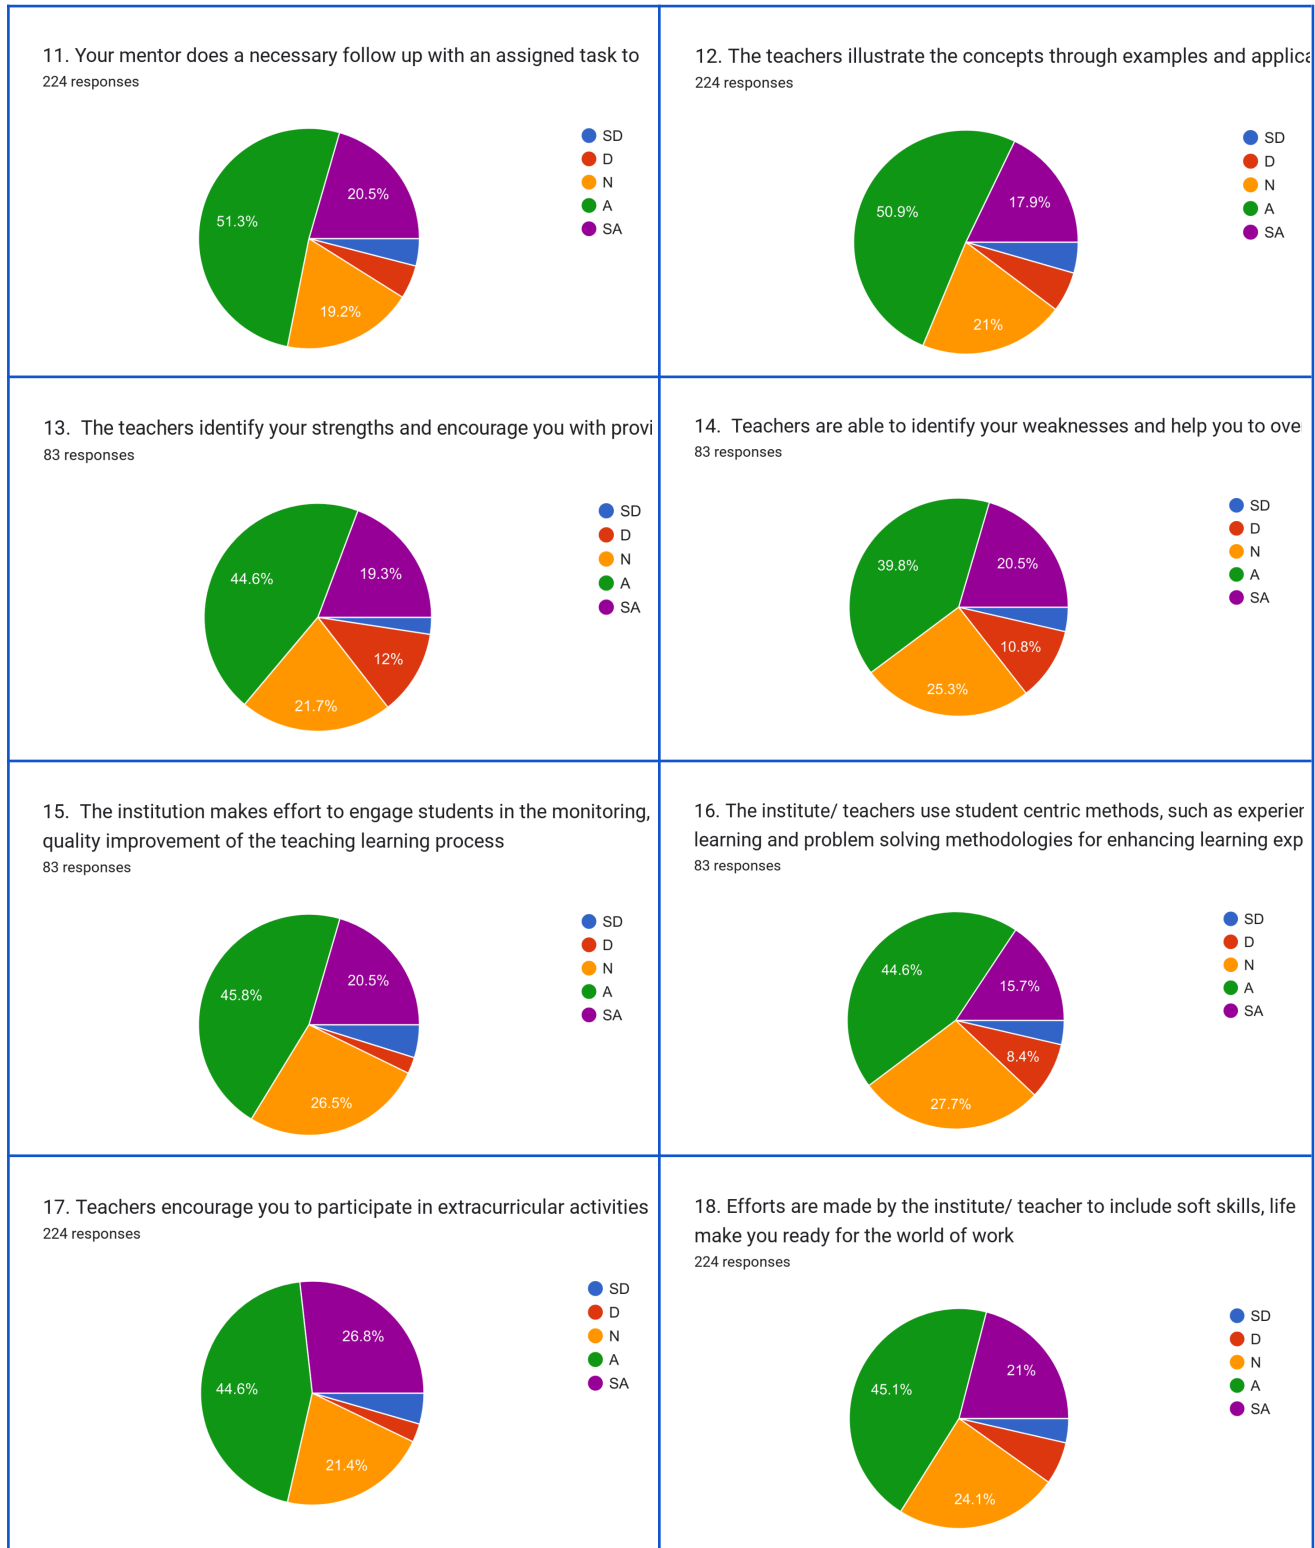 11. Your mentor does a necessary follow up with an assigned task to
224 responses
SD
D
N
A
SA
20.5%
51.3%
19.2%
12. The teachers illustrate the concepts through examples and applica
224 responses
SD
D
N
A
SA
17.9%
50.9%
21%
13. The teachers identify your strengths and encourage you with provi
83 responses
SD
D
N
A
SA
19.3%
44.6%
12%
21.7%
14. Teachers are able to identify your weaknesses and help you to ove
83 responses
SD
D
N
A
SA
20.5%
39.8%
10.8%
25.3%
15. The institution makes effort to engage students in the monitoring,
quality improvement of the teaching learning process
83 responses
SD
D
N
A
SA
20.5%
45.8%
26.5%
16. The institute/ teachers use student centric methods, such as experier
learning and problem solving methodologies for enhancing learning exp
83 responses
SD
D
N
A
SA
44.6%
15.7%
8.4%
27.7%
17. Teachers encourage you to participate in extracurricular activities
224 responses
SD
D
N
A
SA
26.8%
44.6%
21.4%
18. Efforts are made by the institute/ teacher to include soft skills, life
make you ready for the world of work
224 responses
SD
D
N
A
SA
21%
45.1%
24.1%